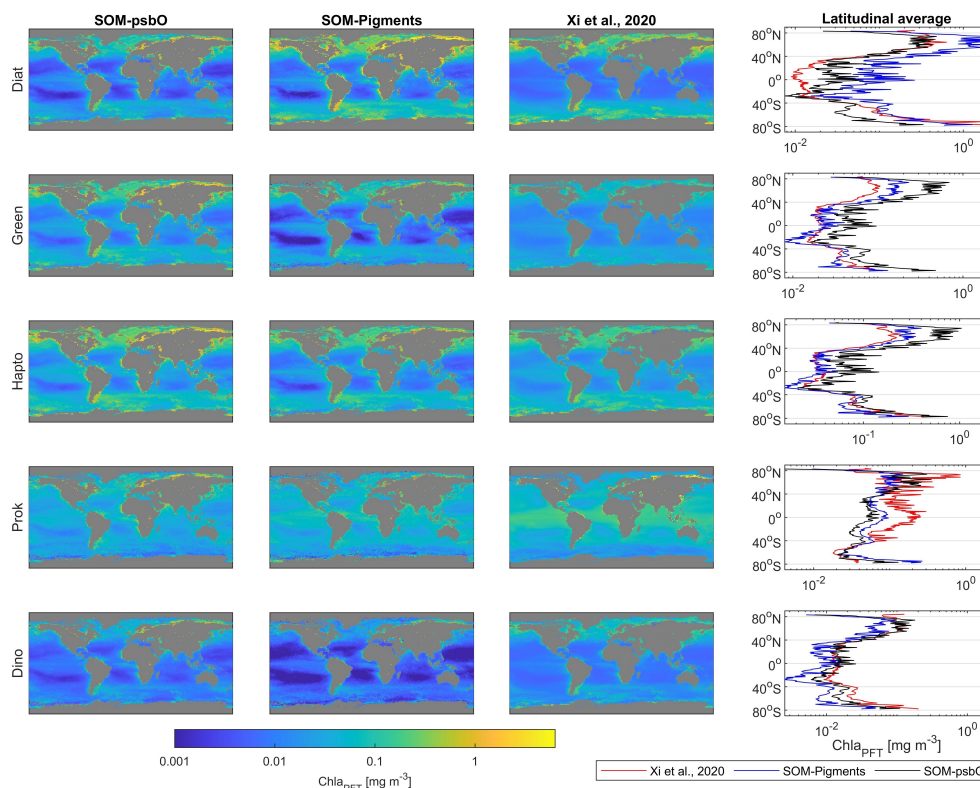 SOM-psbO SOM-Pigments Xi et al., 2020 Latitudinal average
Diat
80°N
40°N
0°
40°S
80°S
10⁻² 10⁻¹ 10⁰
Green
80°N
40°N
0°
40°S
80°S
10⁻² 10⁻¹ 10⁰
Hapto
80°N
40°N
0°
40°S
80°S
10⁻¹ 10⁰
Prok
80°N
40°N
0°
40°S
80°S
10⁻² 10⁰
Dino
80°N
40°N
0°
40°S
80°S
10⁻² 10⁰
Chla_PFT [mg m⁻³]
0.001 0.01 0.1 1
Chla_PFT [mg m⁻³]
Xi et al., 2020 SOM-Pigments SOM-psbO